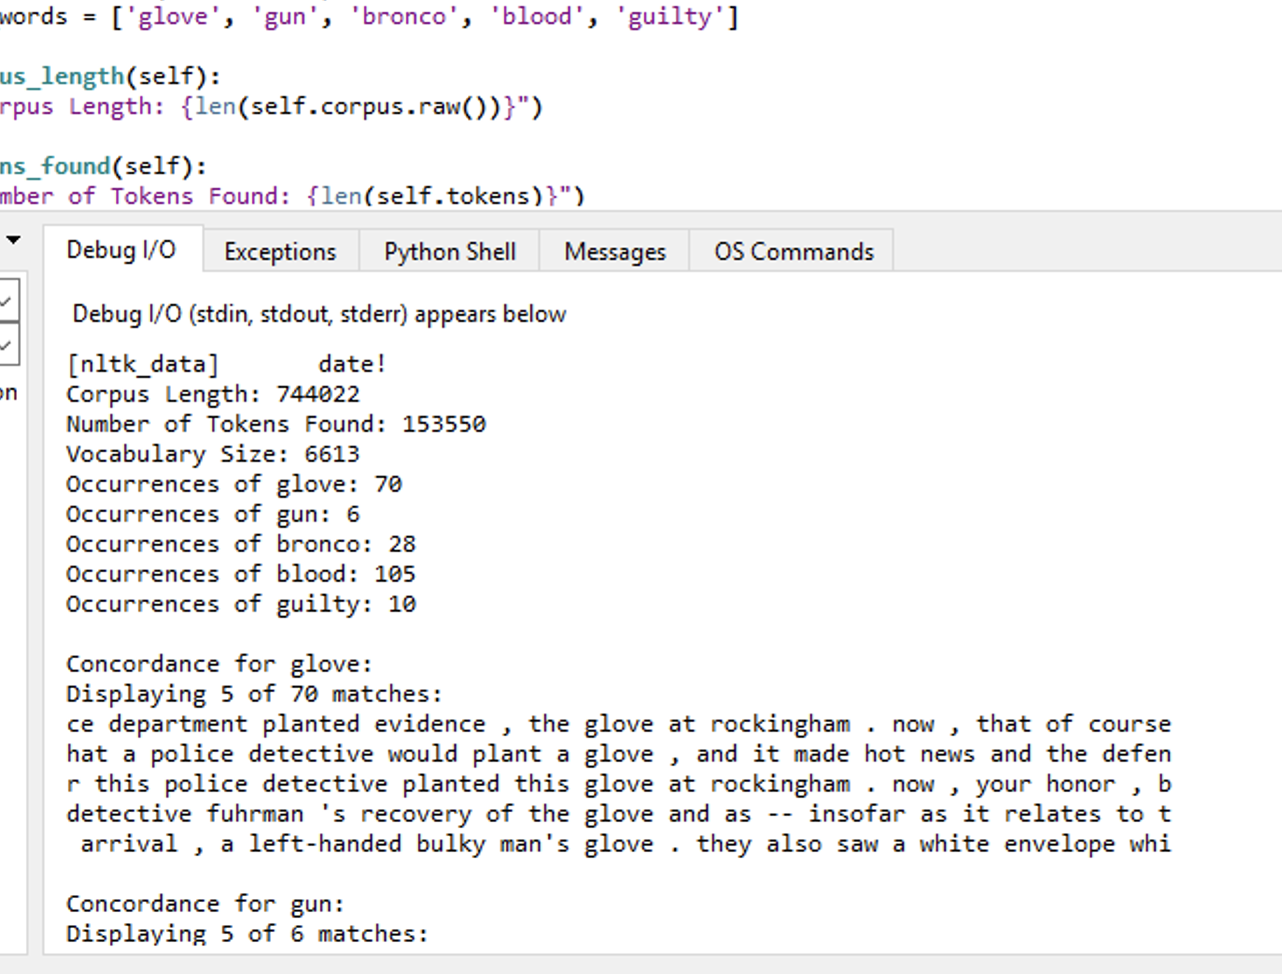 words = ['glove', 'gun', 'bronco', 'blood', 'guilty']
us_length(self):
rpus Length: {len(self.corpus.raw())}")
ns_found(self):
mber of Tokens Found: {len(self.tokens)}")
Debug I/O Exceptions Python Shell Messages OS Commands
Debug I/O (stdin, stdout, stderr) appears below
[nltk_data]       date!
on
Corpus Length: 744022
Number of Tokens Found: 153550
Vocabulary Size: 6613
Occurrences of glove: 70
Occurrences of gun: 6
Occurrences of bronco: 28
Occurrences of blood: 105
Occurrences of guilty: 10
Concordance for glove:
Displaying 5 of 70 matches:
ce department planted evidence , the glove at rockingham . now , that of course
hat a police detective would plant a glove , and it made hot news and the defen
r this police detective planted this glove at rockingham . now , your honor , b
detective fuhrman 's recovery of the glove and as -- insofar as it relates to t
arrival , a left-handed bulky man's glove . they also saw a white envelope whi
Concordance for gun:
Displaying 5 of 6 matches: